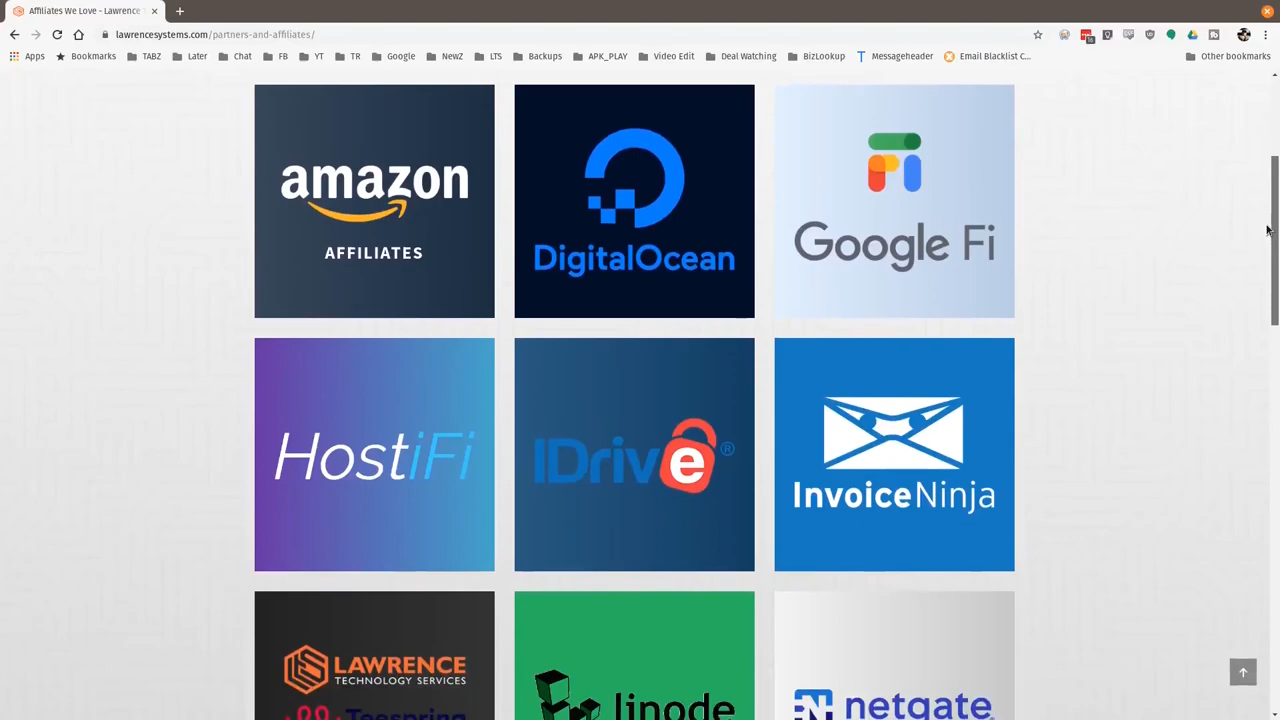 Affiliates We Love - Lawrence T
lawrencesystems.com/partners-and-affiliates/
Apps Bookmarks TABZ Later Chat FB YT TR Google NewZ LTS Backups APK_PLAY Video Edit Deal Watching BizLookup Messageheader Email Blacklist C... Other bookmarks
amazon
AFFILIATES
DigitalOcean
Google Fi
HostiFi
IDrive®
InvoiceNinja
LAWRENCE
TECHNOLOGY SERVICES
Teespring
linode
netgate